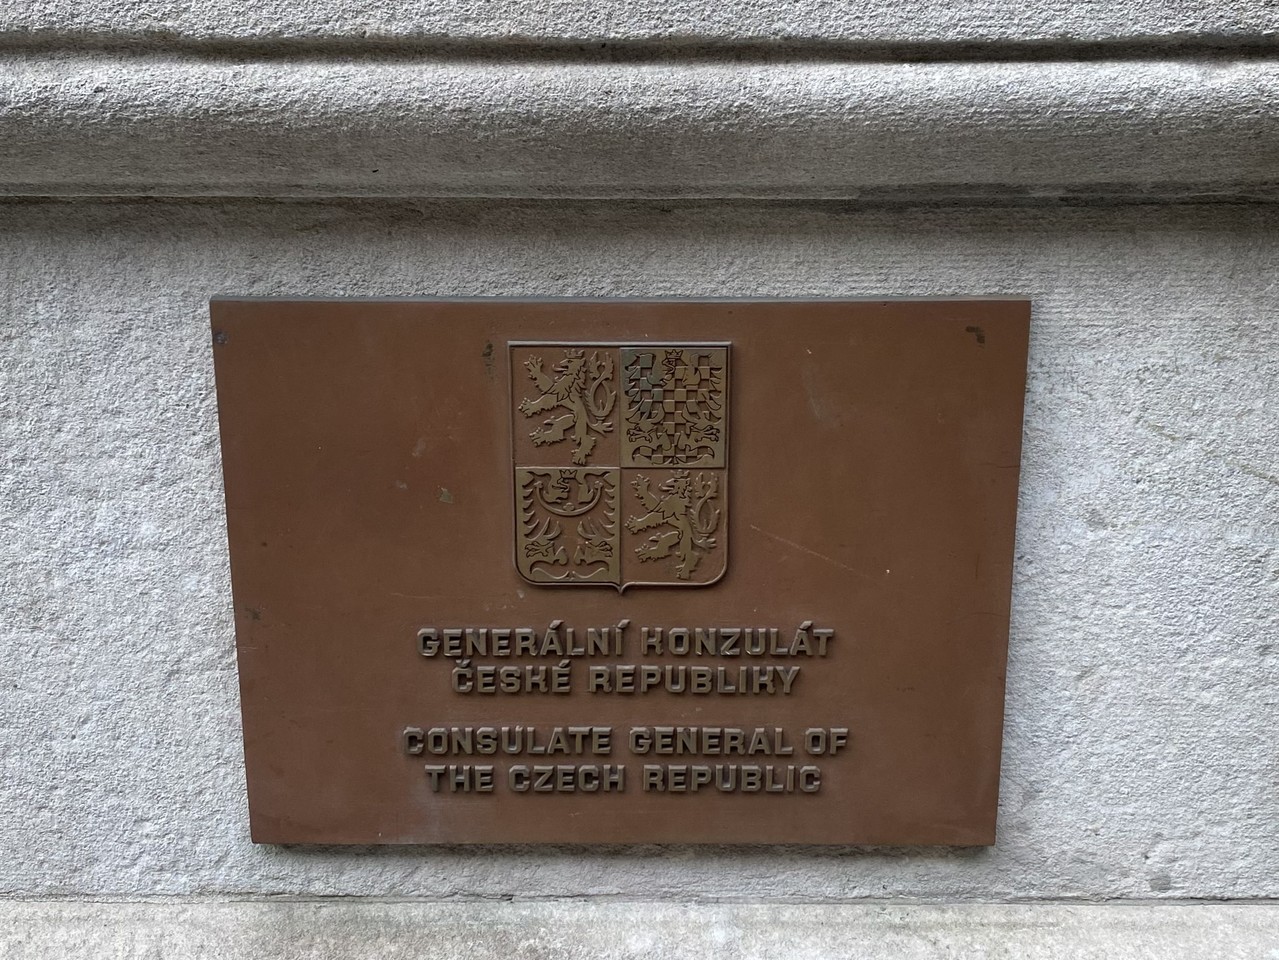 GENERÁLNÍ KONZULÁT
ČESKÉ REPUBLIKY
CONSULATE GENERAL OF
THE CZECH REPUBLIC